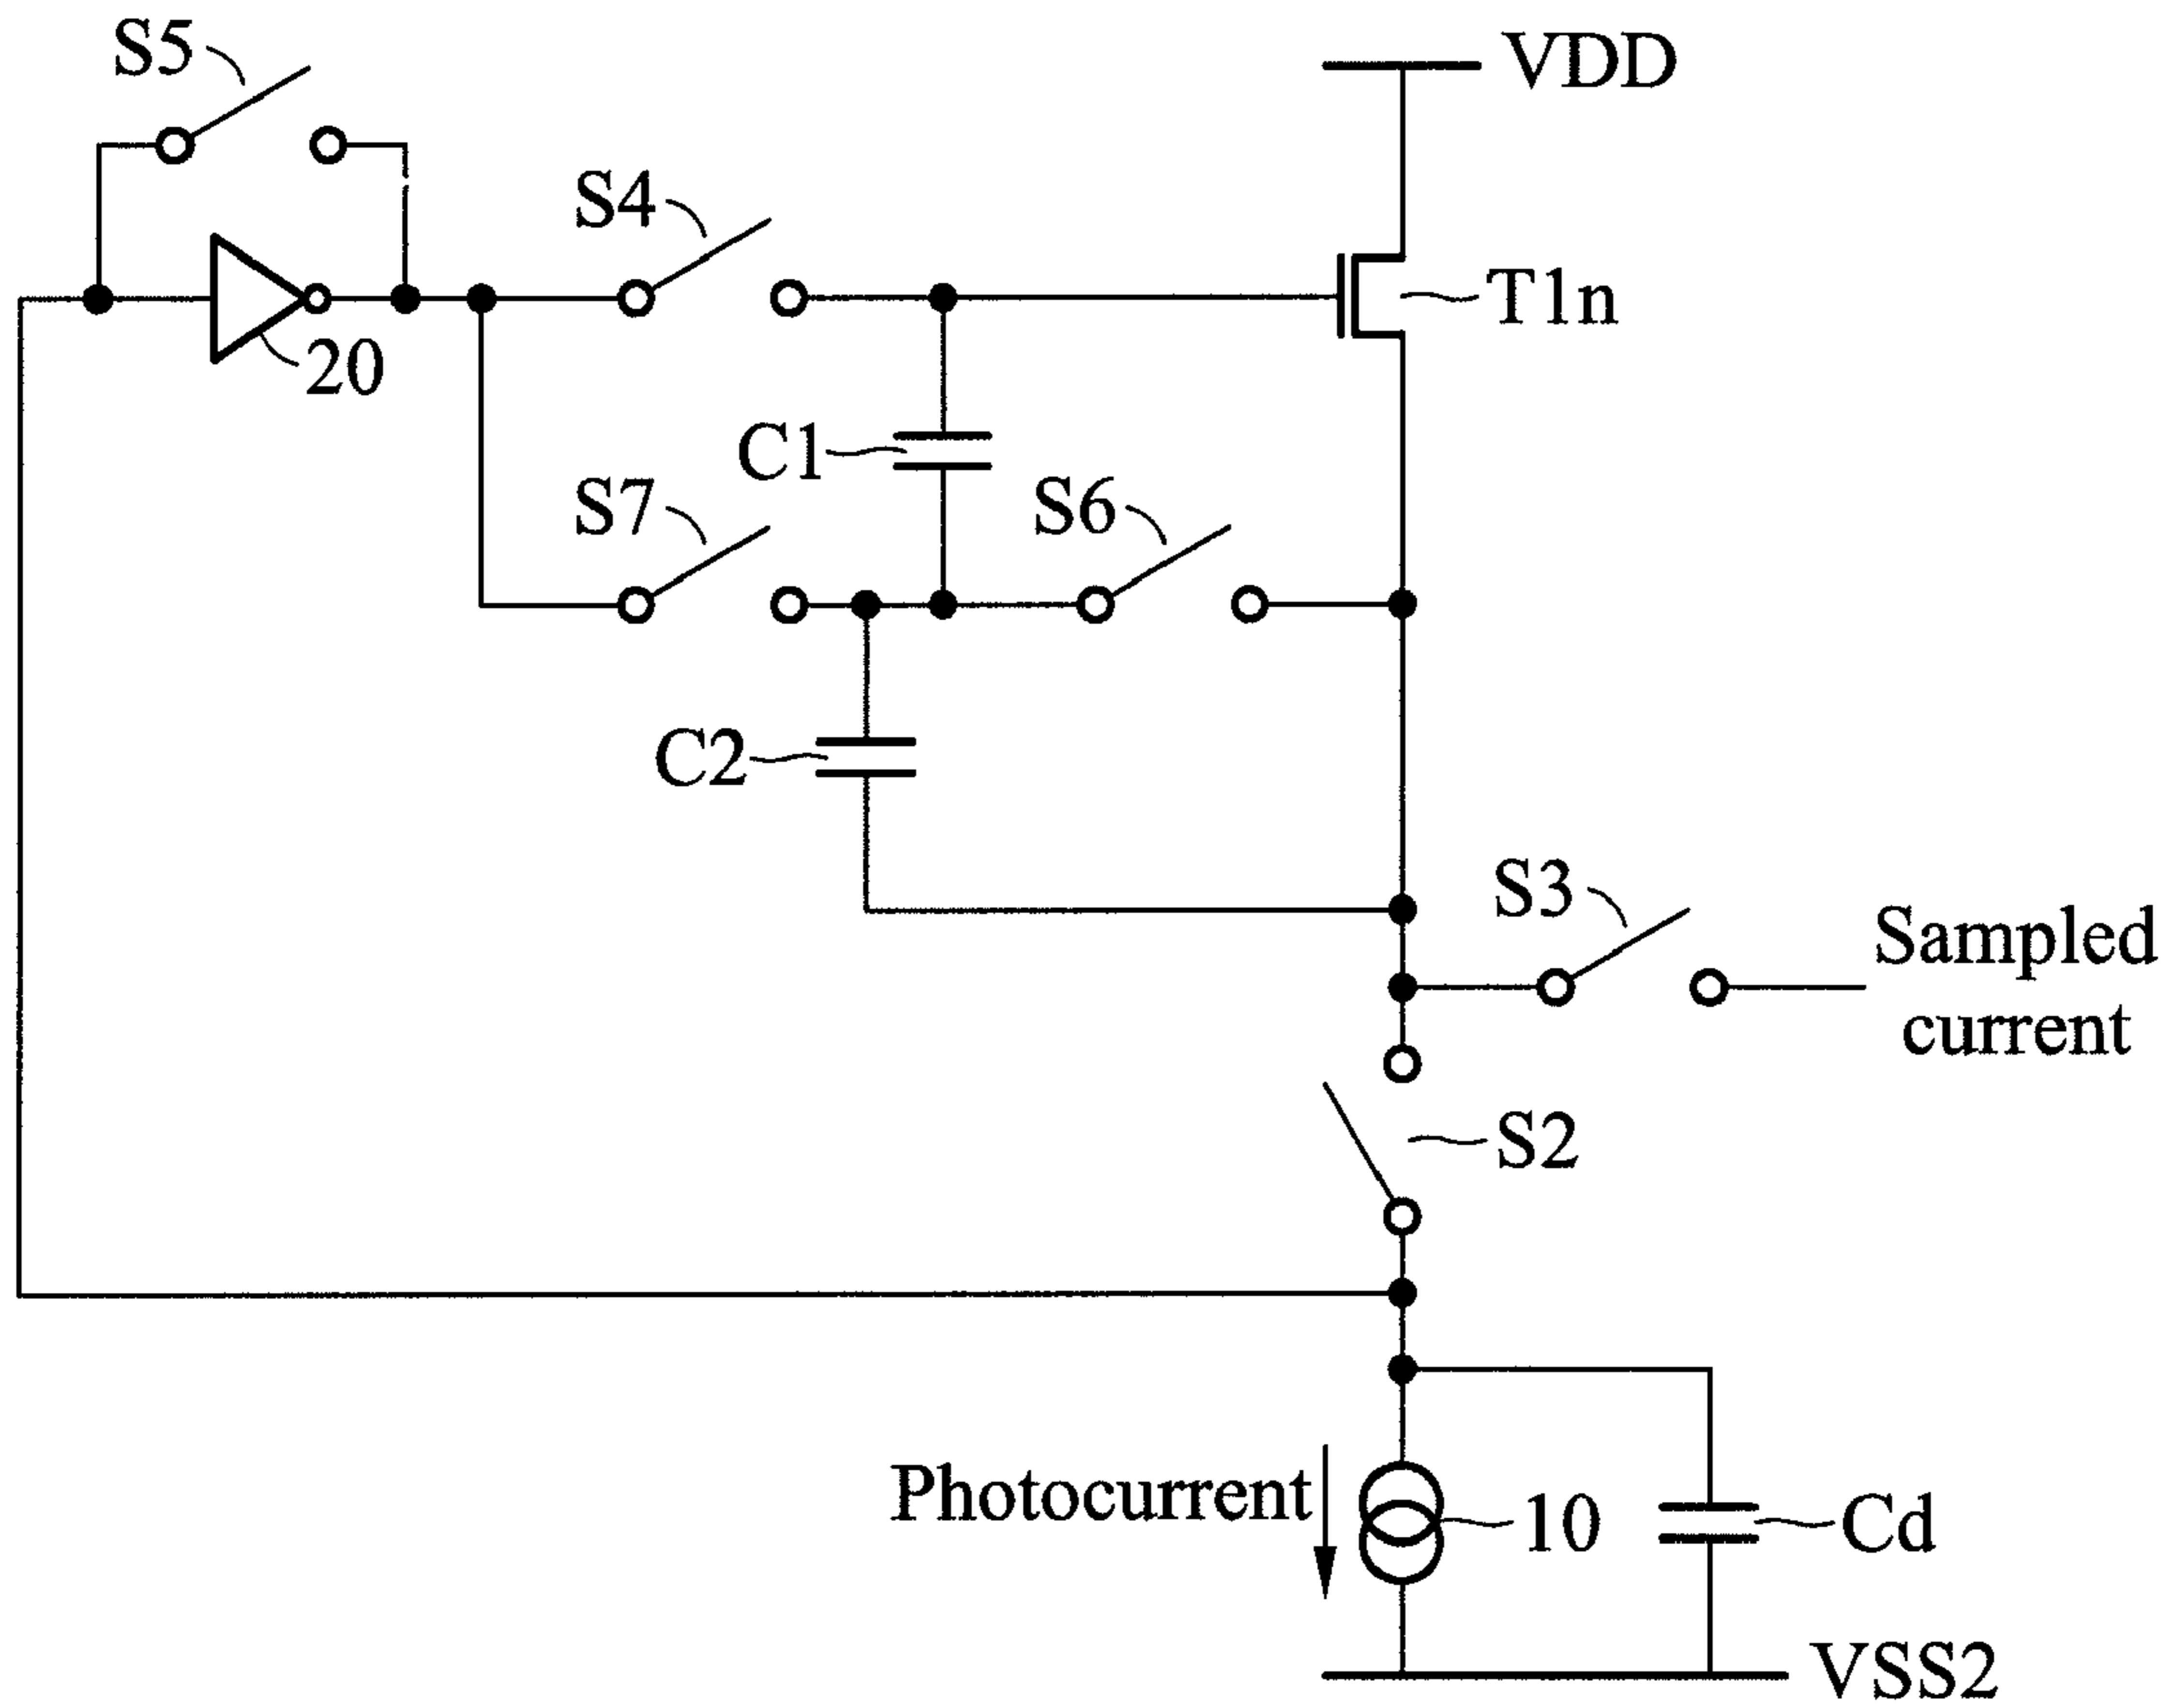 S5
VDD
S4
T1n
20
C1
S7
S6
C2
S3
Sampled
current
S2
Photocurrent
10
Cd
VSS2